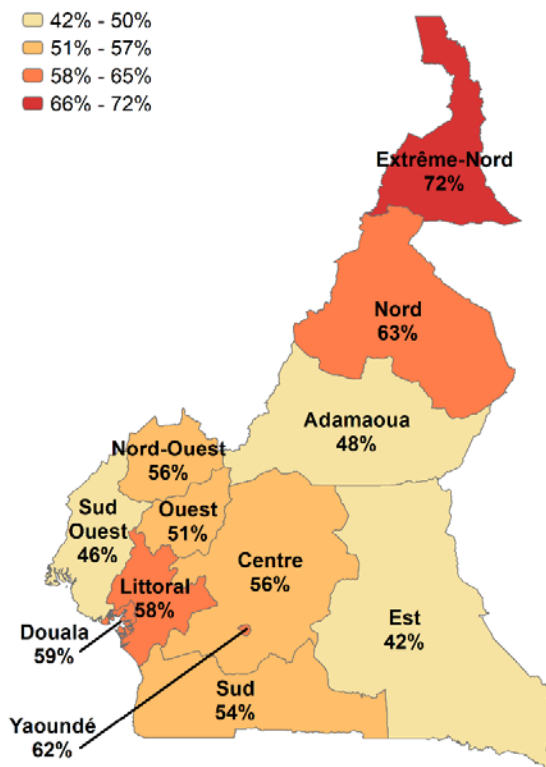 42% - 50%
51% - 57%
58% - 65%
66% - 72%
Extrême-Nord
72%
Nord
63%
Adamaoua
48%
Nord-Ouest
56%
Ouest
51%
Sud
Ouest
46%
Centre
56%
Littoral
58%
Douala
59%
Est
42%
Sud
54%
Yaoundé
62%